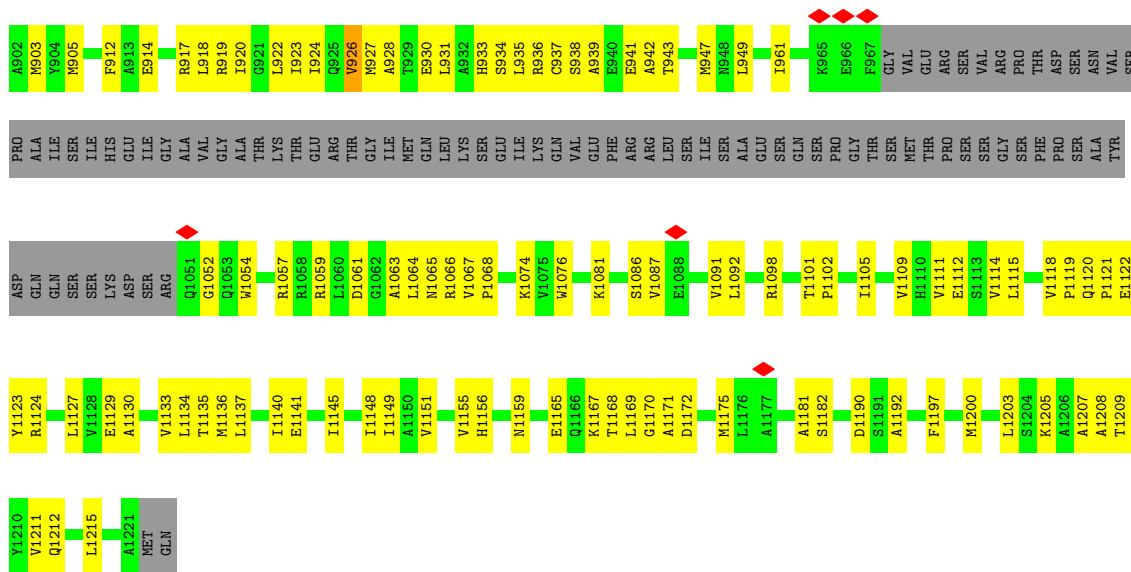 A902 M903 Y904 M905 F912 A913 E914 R917 L918 R919 I920 G921 L922 I923 I924 Q925 V926 M927 A928 T929 E930 L931 A932 H933 S934 L935 R936 C937 S938 A939 E940 E941 A942 T943 M947 N948 L949 I961 K965 E966 F967 GLY VAL GLU ARG SER VAL ARG PRO THR ASP SER ASN VAL SER
PRO ALA ILE SER ILE HIS GLU ILE GLY ALA VAL GLY ALA THR LYS THR GLU ARG THR GLY ILE MET GLN LEU LYS SER GLU ILE LYS GLN VAL GLU PHE ARG ARG LEU SER ILE SER ALA GLU SER GLN SER PRO GLY THR SER MET THR PRO SER SER GLY SER PHE PRO SER ALA TYR
ASP GLN GLN SER SER LYS ASP SER ARG Q1051 G1052 Q1053 W1054 R1057 R1058 R1059 L1060 D1061 G1062 A1063 L1064 N1065 R1066 V1067 P1068 K1074 V1075 W1076 K1081 S1086 V1087 E1088 V1091 L1092 R1098 T1101 P1102 I1105 V1109 H1110 V1111 E1112 S1113 V1114 L1115 V1118 P1119 Q1120 P1121 E1122
Y1123 R1124 L1127 V1128 E1129 A1130 V1133 L1134 T1135 M1136 L1137 I1140 E1141 I1145 I1148 I1149 A1150 V1151 V1155 H1156 N1159 E1165 Q1166 K1167 T1168 L1169 G1170 A1171 D1172 M1175 L1176 A1177 A1181 S1182 D1190 S1191 A1192 F1197 M1200 L1203 S1204 K1205 A1206 A1207 A1208 T1209
Y1210 V1211 Q1212 L1215 A1221 MET GLN